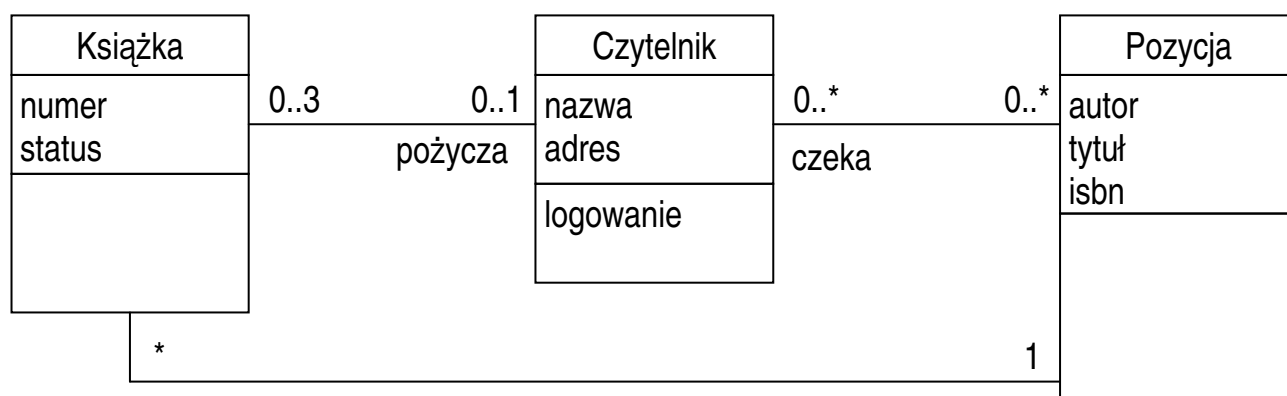 Książka
numer
status
0..3
0..1
pożycza
Czytelnik
nazwa
adres
logowanie
0..*
0..*
czeka
Pozycja
autor
tytuł
isbn
*
1